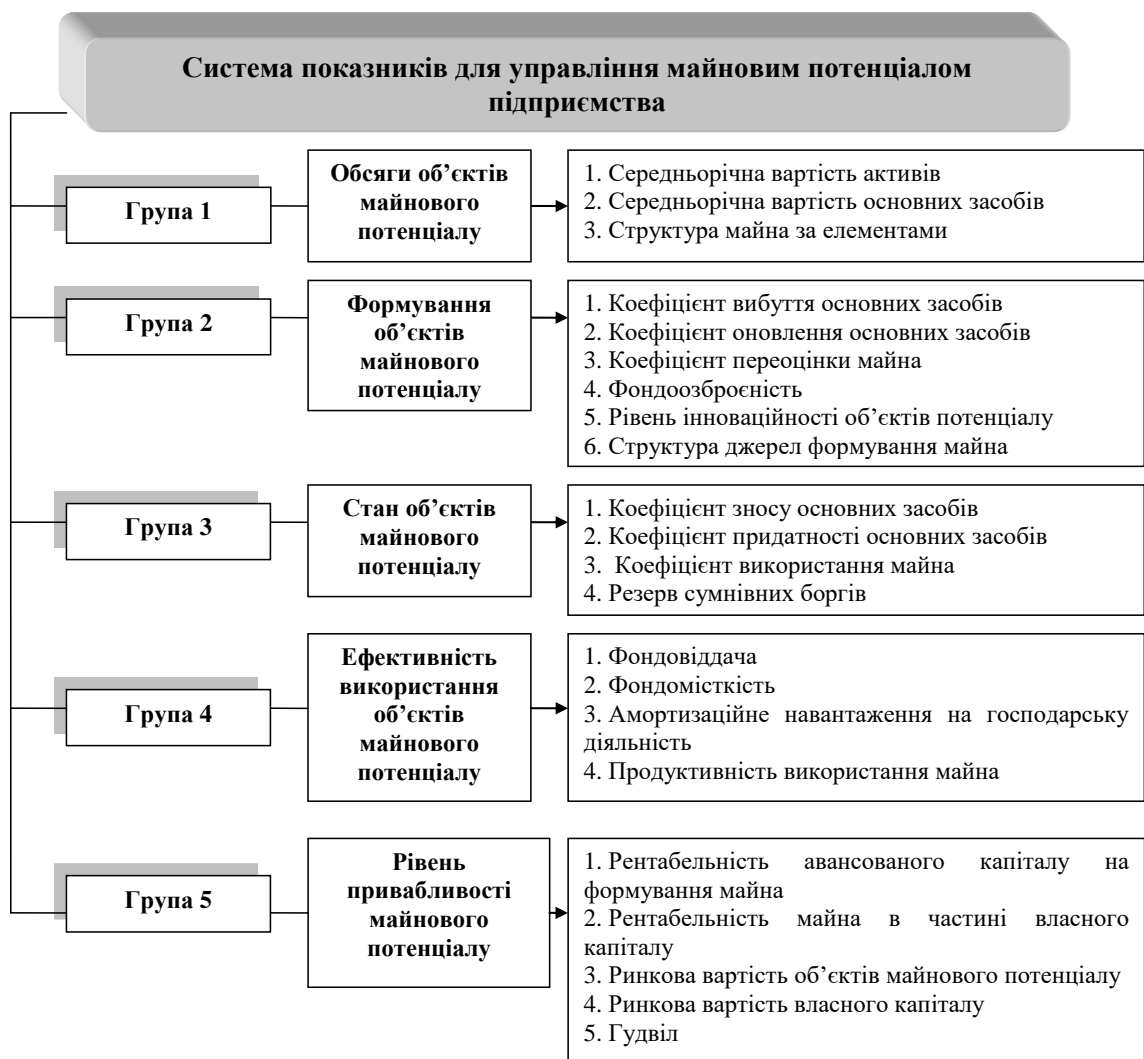 Система показників для управління майновим потенціалом
підприємства
Група 1
Обсяги об’єктів
майнового
потенціалу
1. Середньорічна вартість активів
2. Середньорічна вартість основних засобів
3. Структура майна за елементами
Група 2
Формування
об’єктів
майнового
потенціалу
1. Коефіцієнт вибуття основних засобів
2. Коефіцієнт оновлення основних засобів
3. Коефіцієнт переоцінки майна
4. Фондоозброєність
5. Рівень інноваційності об’єктів потенціалу
6. Структура джерел формування майна
Група 3
Стан об’єктів
майнового
потенціалу
1. Коефіцієнт зносу основних засобів
2. Коефіцієнт придатності основних засобів
3. Коефіцієнт використання майна
4. Резерв сумнівних боргів
Група 4
Ефективність
використання
об’єктів
майнового
потенціалу
1. Фондовіддача
2. Фондомісткість
3. Амортизаційне навантаження на господарську
діяльність
4. Продуктивність використання майна
Група 5
Рівень
привабливості
майнового
потенціалу
1. Рентабельність авансованого капіталу на
формування майна
2. Рентабельність майна в частині власного
капіталу
3. Ринкова вартість об’єктів майнового потенціалу
4. Ринкова вартість власного капіталу
5. Гудвіл